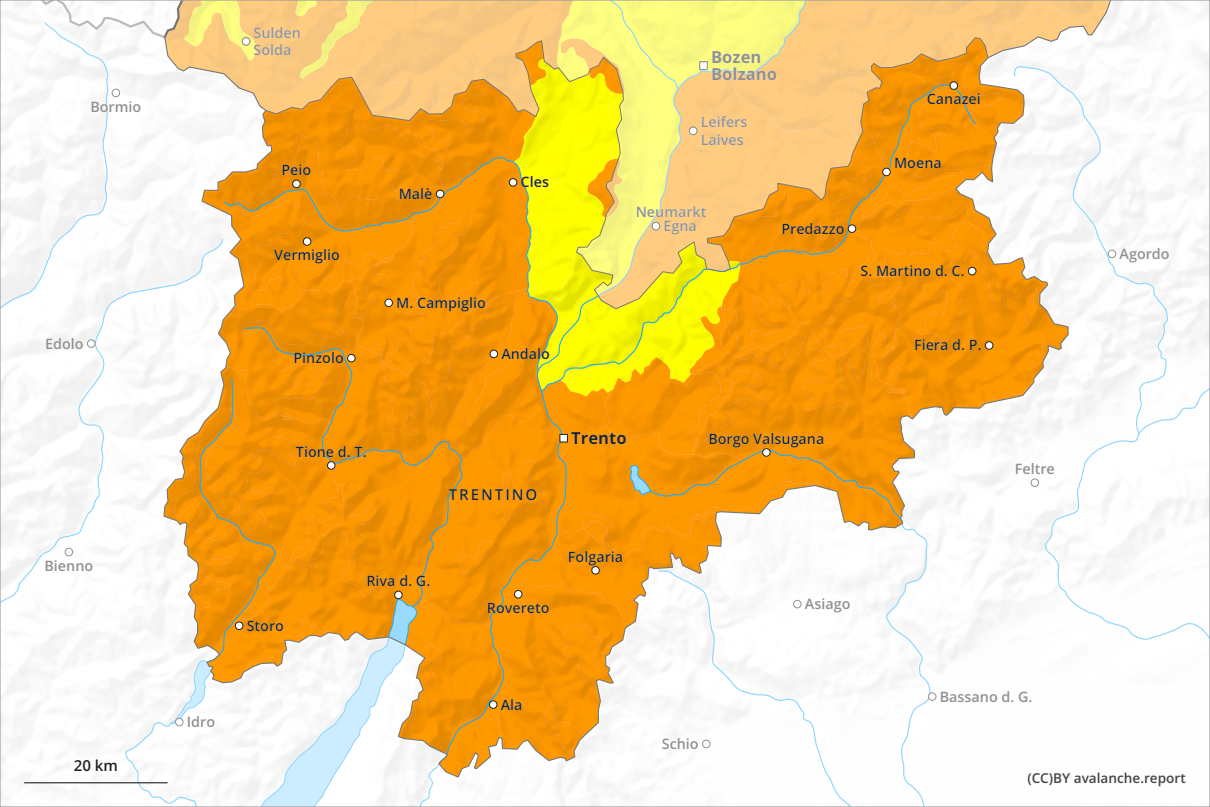 Sulden
Solda
Bozen
Bolzano
Bormio
Canazei
Leifers
Laives
Moena
Peio
Malè
Cles
Neumarkt
Egna
Predazzo
Vermiglio
Agordo
S. Martino d. C.
M. Campiglio
Edolo
Pinzolo
Andalo
Fiera d. P.
Trento
Borgo Valsugana
Tione d. T.
Feltre
TRENTINO
Bienno
Folgaria
Riva d. G.
Rovereto
Asiago
Storo
Bassano d. G.
Ala
Idro
Schio
20 km
(CC)BY avalanche.report